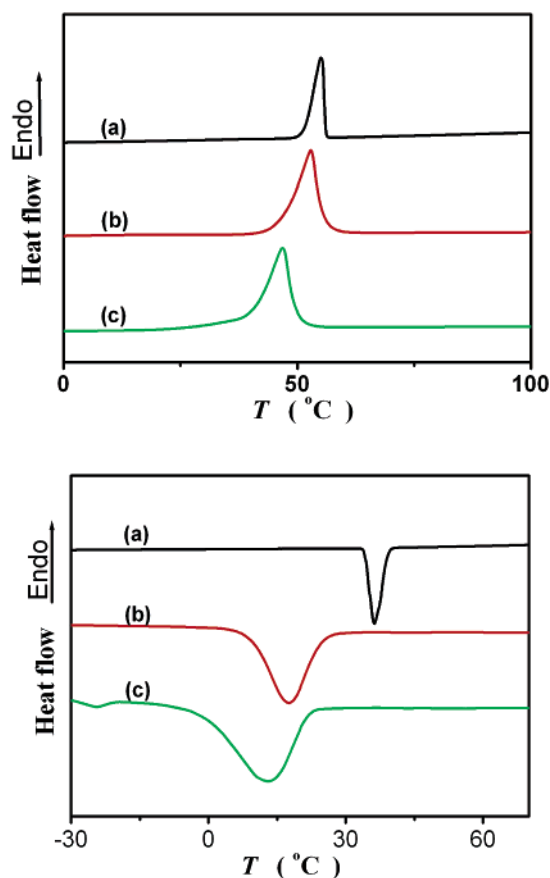 Heat flow Endo
(a)
(b)
(c)
0 50 100
T ( °C )
Heat flow Endo
(a)
(b)
(c)
-30 0 30 60
T ( °C )